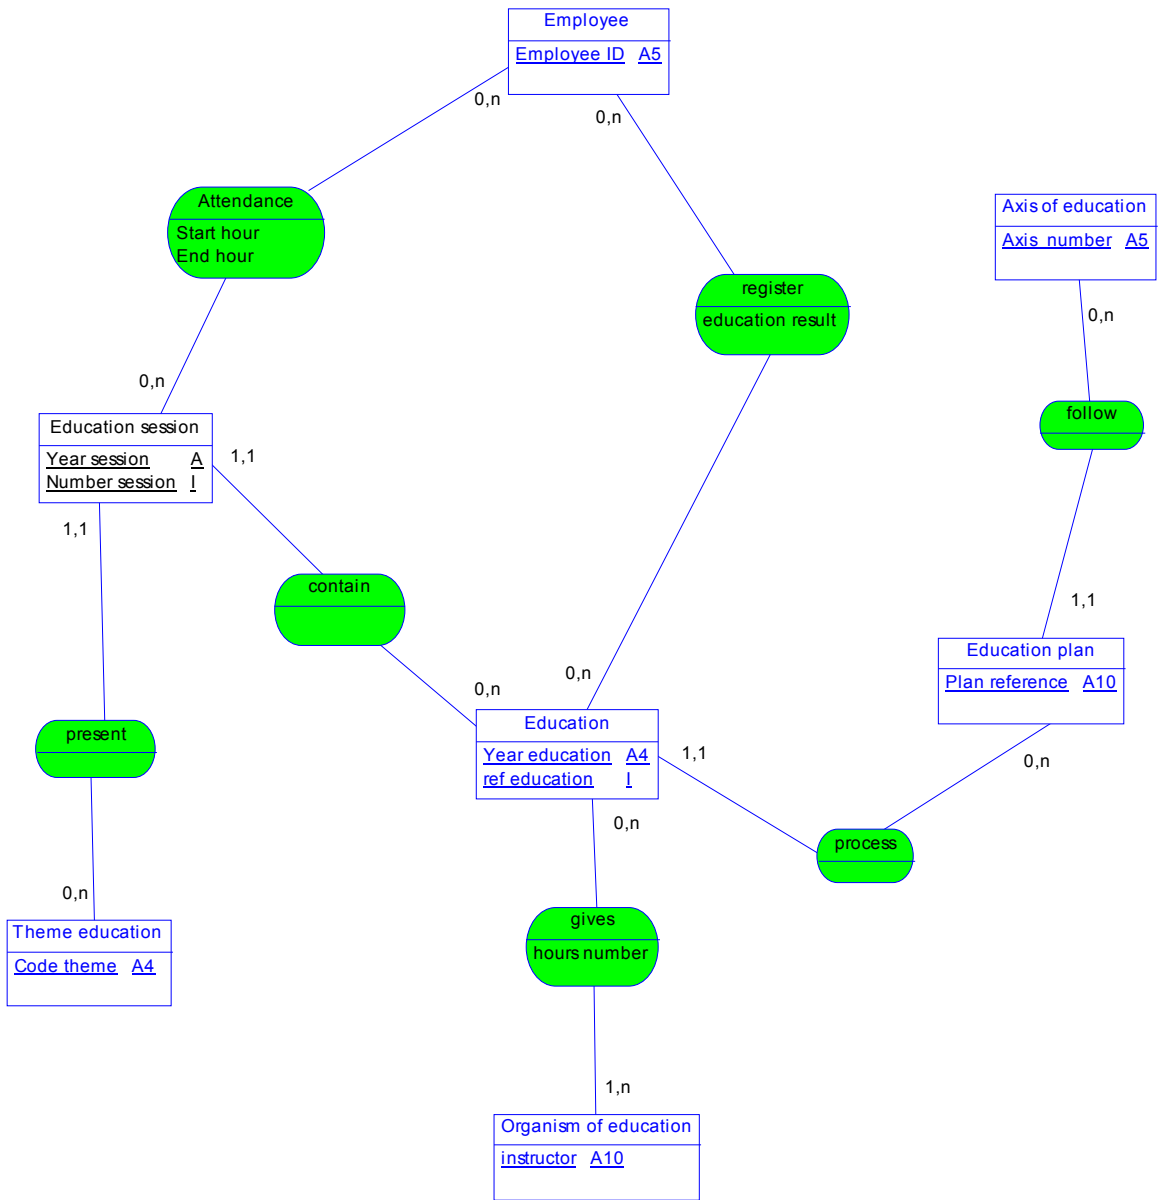 Employee
Employee ID A5
0,n
0,n
Attendance
Start hour
End hour
Axis of education
Axis number A5
register
education result
0,n
0,n
follow
Education session
Year session A
Number session I
1,1
1,1
contain
1,1
Education plan
Plan reference A10
0,n
0,n
Education
Year education A4
ref education I
1,1
0,n
present
0,n
process
0,n
Theme education
Code theme A4
gives
hours number
1,n
Organism of education
instructor A10